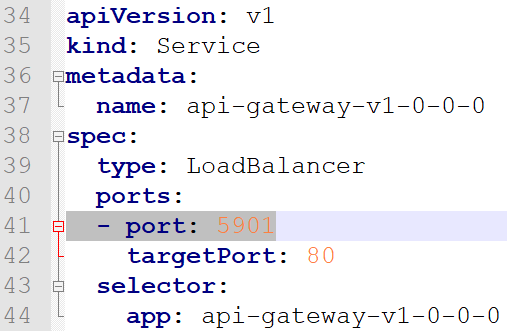 34 apiVersion: v1
35 kind: Service
36 metadata:
37   name: api-gateway-v1-0-0-0
38 spec:
39   type: LoadBalancer
40   ports:
41   - port: 5901
42     targetPort: 80
43   selector:
44     app: api-gateway-v1-0-0-0